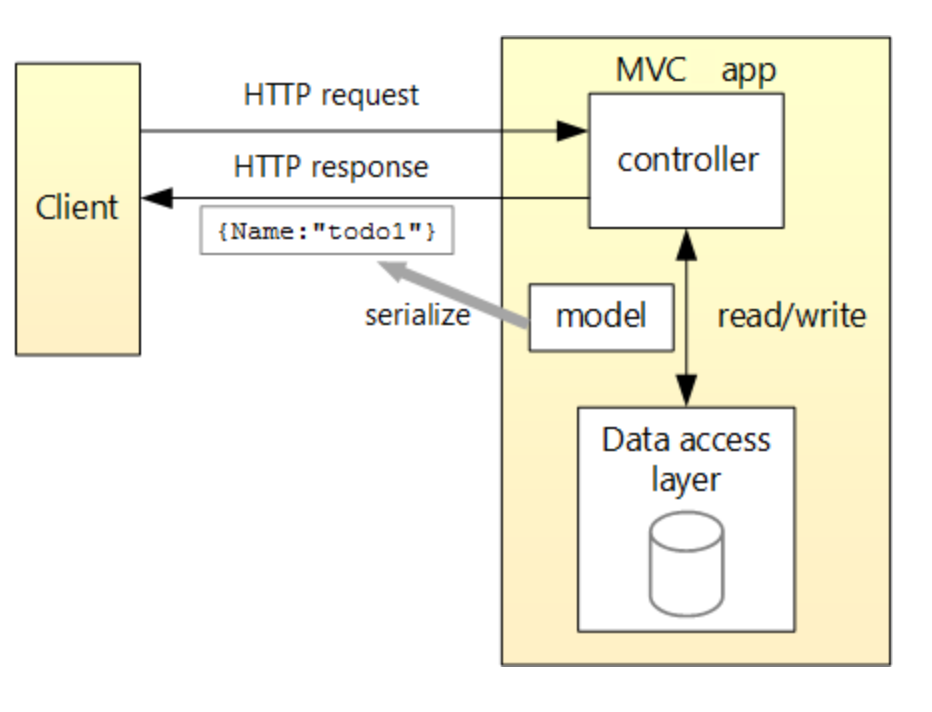 MVC app
HTTP request
controller
HTTP response
Client
{Name:"todo1"}
serialize
model
read/write
Data access
layer